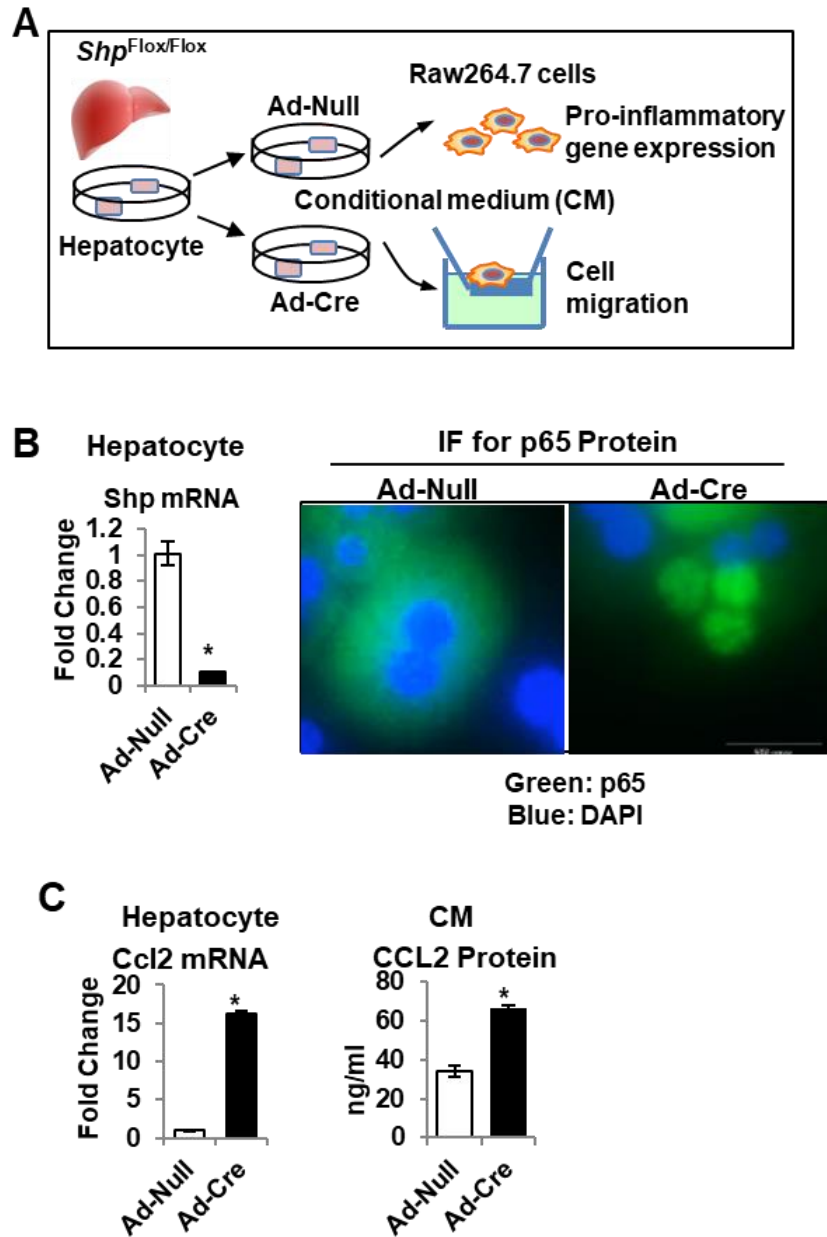 A
Shp^Flox/Flox
Raw264.7 cells
Ad-Null
Pro-inflammatory
gene expression
Conditional medium (CM)
Hepatocyte
Cell
migration
Ad-Cre
B
Hepatocyte
IF for p65 Protein
Shp mRNA
Ad-Null
Ad-Cre
Fold Change
1.2
1
0.8
0.6
0.4
0.2
0
*
Ad-Null
Ad-Cre
Green: p65
Blue: DAPI
C
Hepatocyte
Ccl2 mRNA
Fold Change
20
15
10
5
0
*
Ad-Null
Ad-Cre
CM
CCL2 Protein
ng/ml
80
60
40
20
0
*
Ad-Null
Ad-Cre